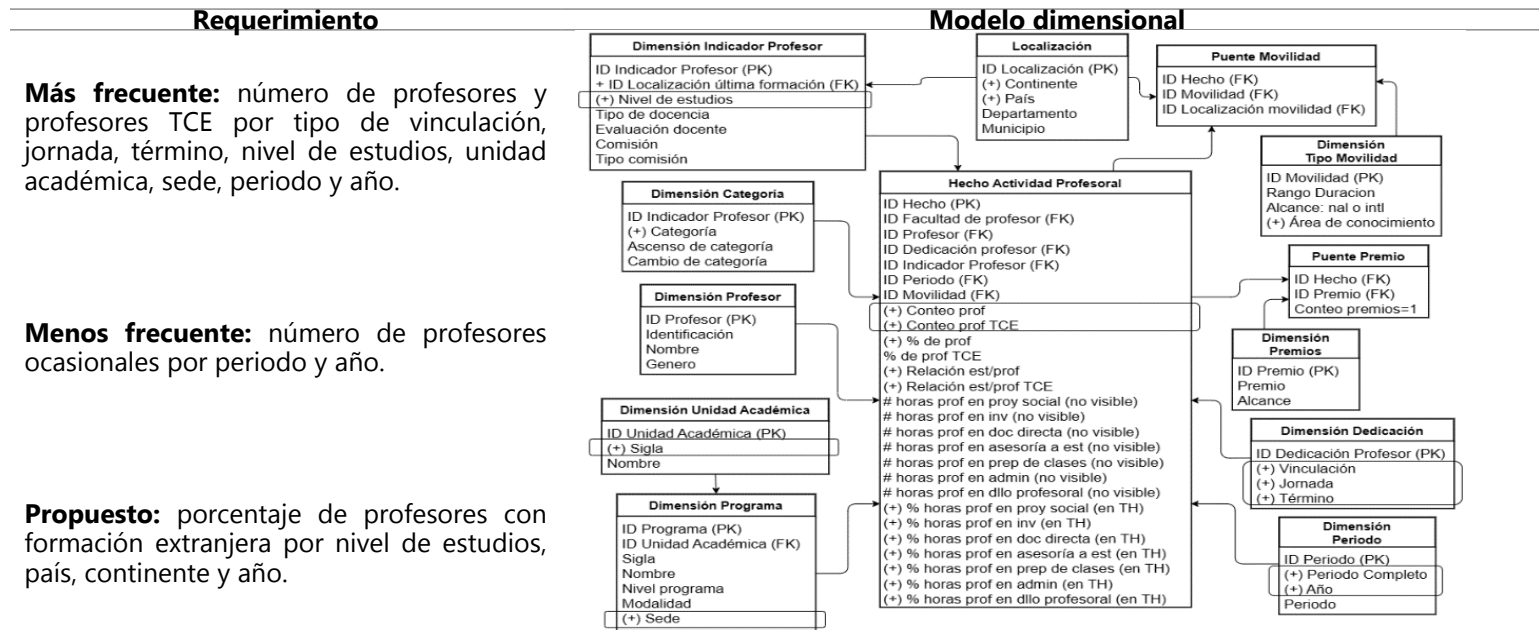 Requerimiento
Modelo dimensional
Más frecuente: número de profesores y
profesores TCE por tipo de vinculación,
jornada, término, nivel de estudios, unidad
académica, sede, periodo y año.
Menos frecuente: número de profesores
ocasionales por periodo y año.
Propuesto: porcentaje de profesores con
formación extranjera por nivel de estudios,
país, continente y año.
Dimensión Indicador Profesor
ID Indicador Profesor (PK)
+ ID Localización última formación (FK)
(+) Nivel de estudios
Tipo de docencia
Evaluación docente
Comisión
Tipo comisión
Localización
ID Localización (PK)
(+) Continente
(+) País
Departamento
Municipio
Puente Movilidad
ID Hecho (FK)
ID Movilidad (FK)
ID Localización movilidad (FK)
Dimensión
Tipo Movilidad
ID Movilidad (PK)
Rango Duracion
Alcance: nal o intl
(+) Área de conocimiento
Dimensión Categoría
ID Indicador Profesor (PK)
(+) Categoría
Ascenso de categoría
Cambio de categoría
Hecho Actividad Profesoral
ID Hecho (PK)
ID Facultad de profesor (FK)
ID Profesor (FK)
ID Dedicación profesor (FK)
ID Indicador Profesor (FK)
ID Periodo (FK)
ID Movilidad (FK)
(+) Conteo prof
(+) Conteo prof TCE
(+) % de prof
% de prof TCE
(+) Relación est/prof
(+) Relación est/prof TCE
# horas prof en proy social (no visible)
# horas prof en inv (no visible)
# horas prof en doc directa (no visible)
# horas prof en asesoría a est (no visible)
# horas prof en prep de clases (no visible)
# horas prof en admin (no visible)
# horas prof en dllo profesoral (no visible)
(+) % horas prof en proy social (en TH)
(+) % horas prof en inv (en TH)
(+) % horas prof en doc directa (en TH)
(+) % horas prof en asesoría a est (en TH)
(+) % horas prof en prep de clases (en TH)
(+) % horas prof en admin (en TH)
(+) % horas prof en dllo profesoral (en TH)
Puente Premio
ID Hecho (FK)
ID Premio (FK)
Conteo premios=1
Dimensión Profesor
ID Profesor (PK)
Identificación
Nombre
Genero
Dimensión
Premios
ID Premio (PK)
Premio
Alcance
Dimensión Unidad Académica
ID Unidad Académica (PK)
(+) Sigla
Nombre
Dimensión Dedicación
ID Dedicación Profesor (PK)
(+) Vinculación
(+) Jornada
(+) Término
Dimensión Programa
ID Programa (PK)
ID Unidad Académica (FK)
Sigla
Nombre
Nivel programa
Modalidad
(+) Sede
Dimensión
Periodo
ID Periodo (PK)
(+) Periodo Completo
(+) Año
Periodo